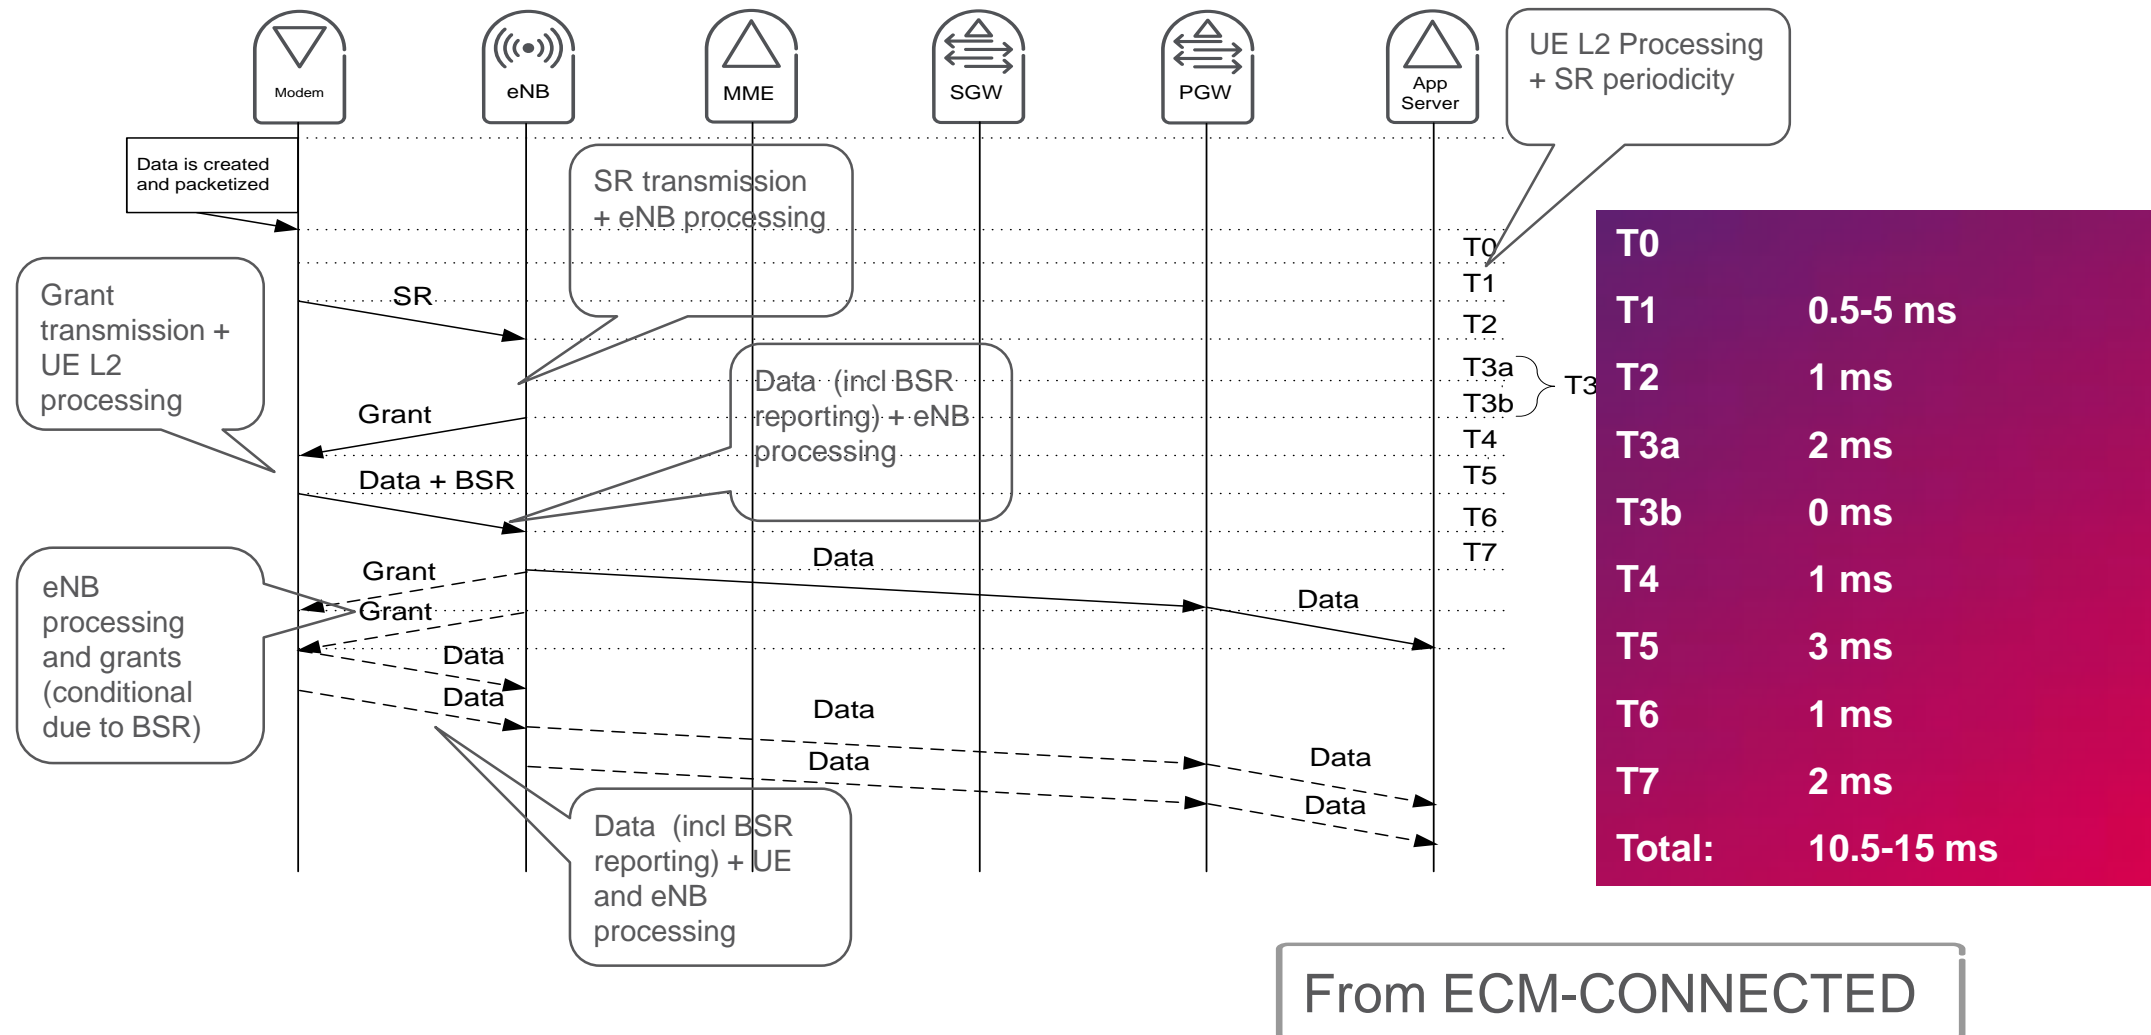 Modem
eNB
MME
SGW
PGW
App
Server
UE L2 Processing
+ SR periodicity
Data is created
and packetized
SR transmission
+ eNB processing
Grant
transmission +
UE L2
processing
SR
Grant
Data + BSR
Data (incl BSR
reporting) + eNB
processing
T0
T1
T2
T3a
T3b
T3
T4
T5
T6
T7
eNB
processing
and grants
(conditional
due to BSR)
Grant
Grant
Data
Data
Data
Data
Data
Data
Data
Data
Data (incl BSR
reporting) + UE
and eNB
processing
T0
T1 0.5-5 ms
T2 1 ms
T3a 2 ms
T3b 0 ms
T4 1 ms
T5 3 ms
T6 1 ms
T7 2 ms
Total: 10.5-15 ms
From ECM-CONNECTED